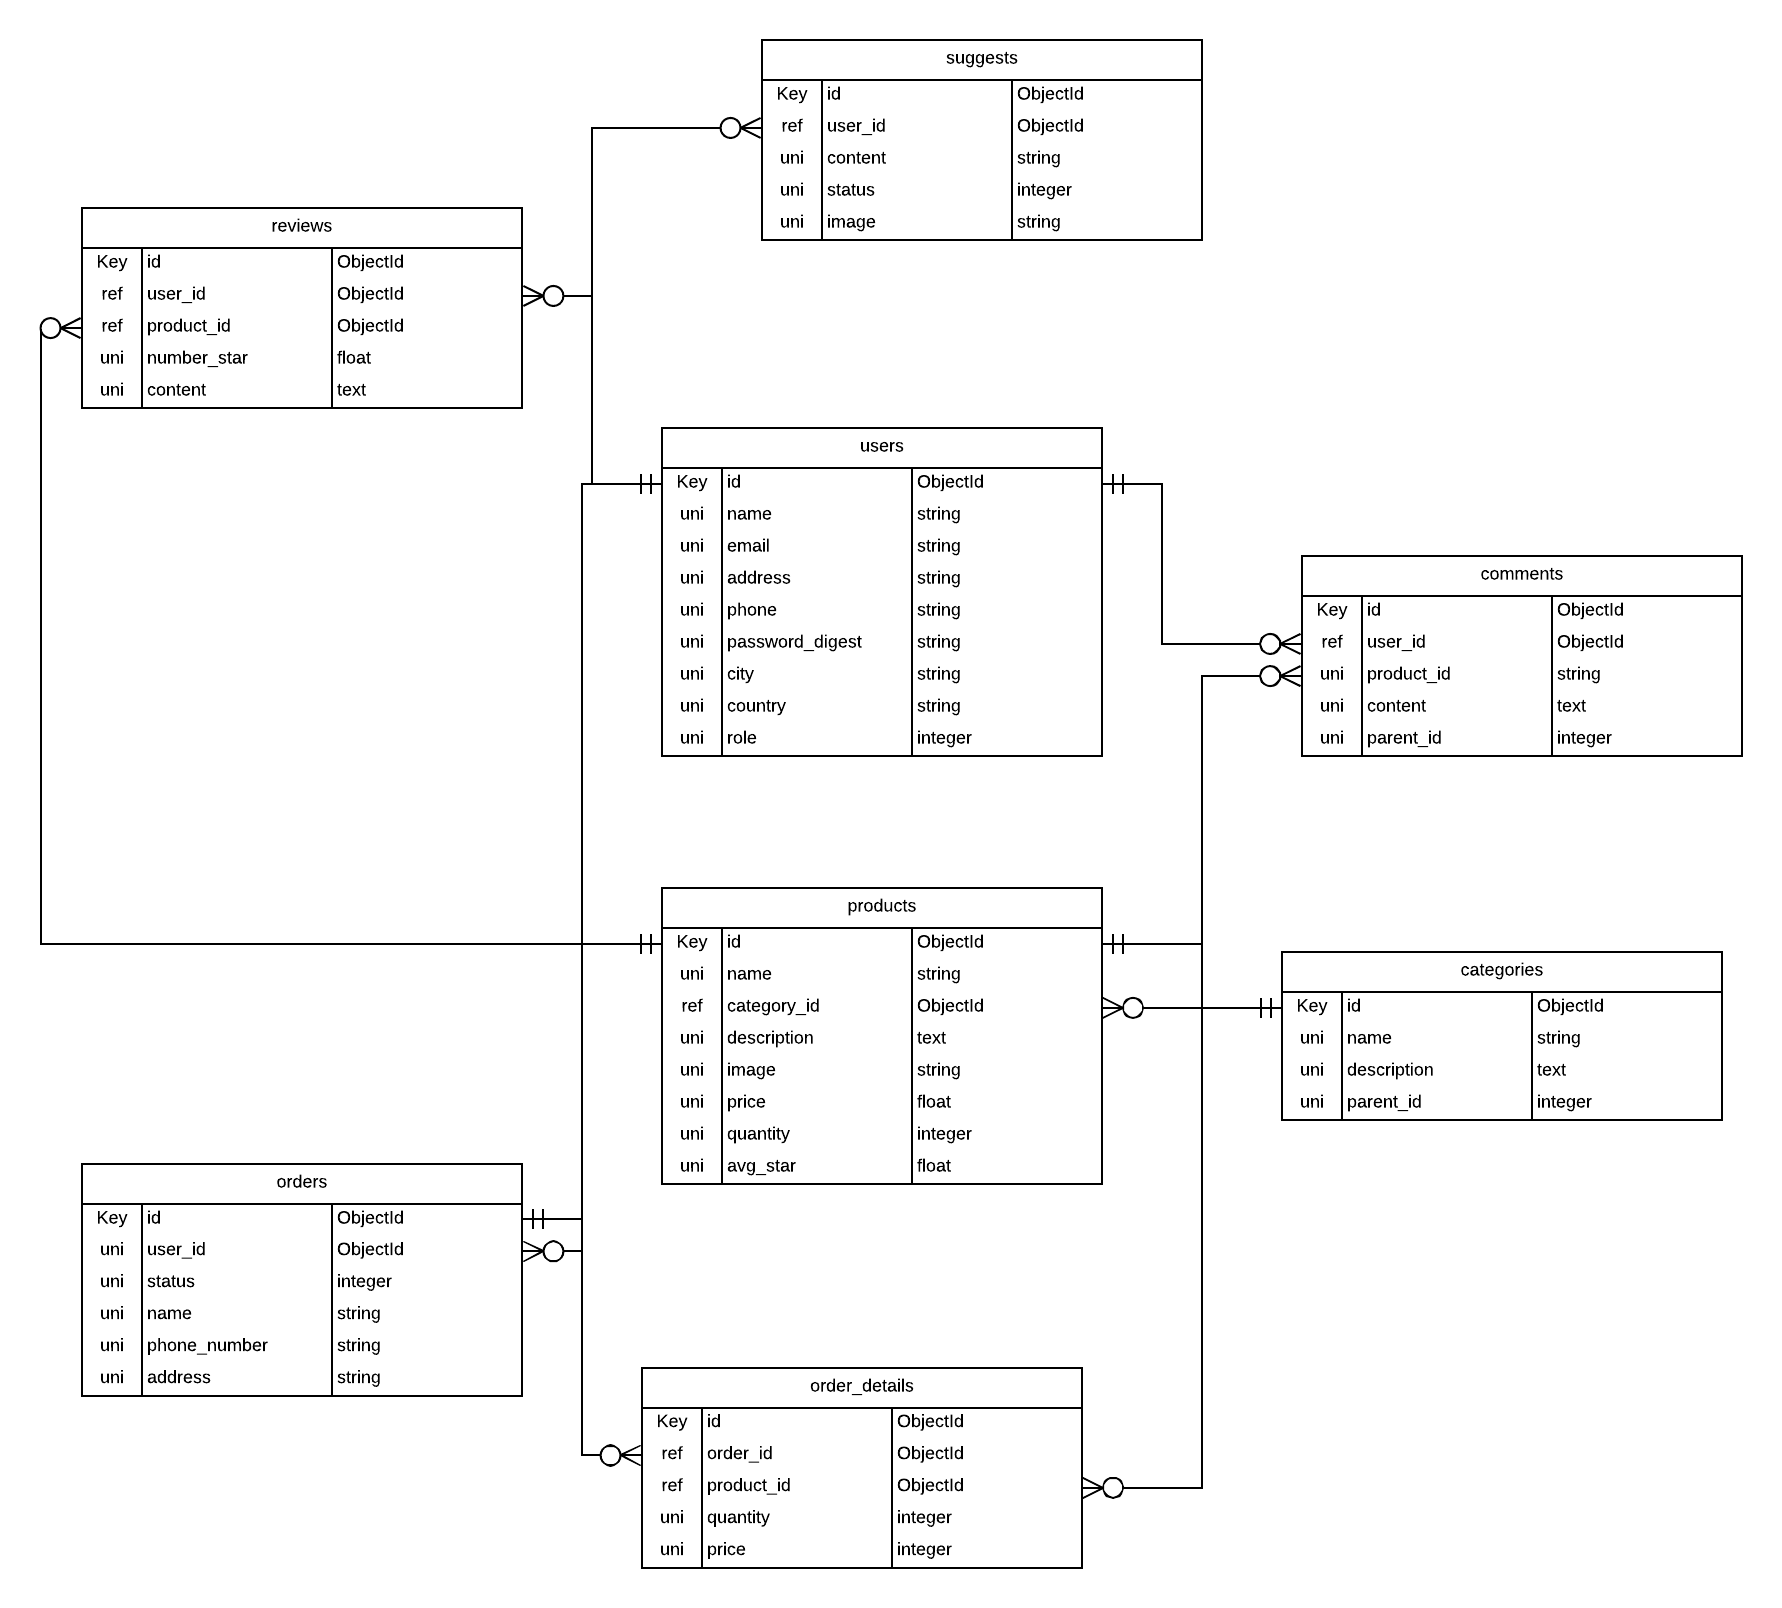 suggests
Key id ObjectId
ref user_id ObjectId
uni content string
uni status integer
uni image string
reviews
Key id ObjectId
ref user_id ObjectId
ref product_id ObjectId
uni number_star float
uni content text
users
Key id ObjectId
uni name string
uni email string
uni address string
uni phone string
uni password_digest string
uni city string
uni country string
uni role integer
comments
Key id ObjectId
ref user_id ObjectId
uni product_id string
uni content text
uni parent_id integer
products
Key id ObjectId
uni name string
ref category_id ObjectId
uni description text
uni image string
uni price float
uni quantity integer
uni avg_star float
categories
Key id ObjectId
uni name string
uni description text
uni parent_id integer
orders
Key id ObjectId
uni user_id ObjectId
uni status integer
uni name string
uni phone_number string
uni address string
order_details
Key id ObjectId
ref order_id ObjectId
ref product_id ObjectId
uni quantity integer
uni price integer